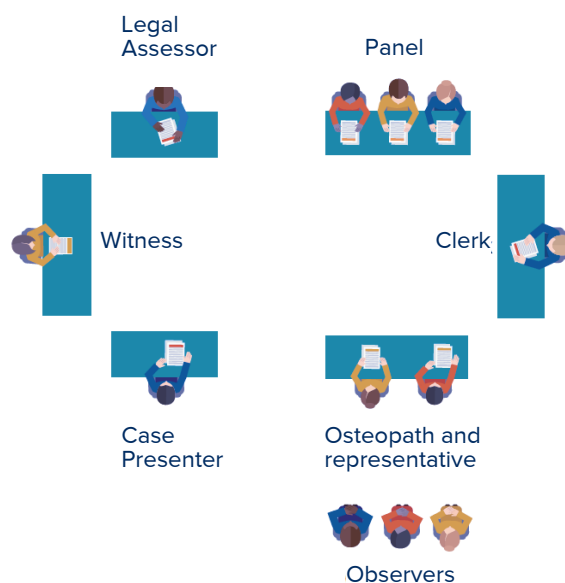 Legal
Assessor
Panel
Witness
Clerk
Case
Presenter
Osteopath and
representative
Observers